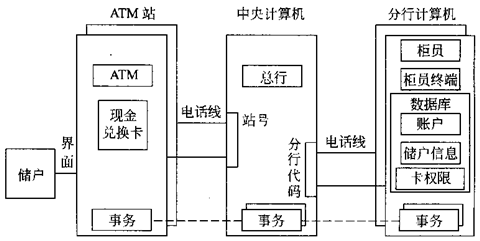 ATM 站
中央计算机
分行计算机
ATM
现金
兑换卡
总行
柜员
柜员终端
数据库
账户
储户信息
卡权限
储户
界面
电话线
站号
分行代码
电话线
事务
事务
事务